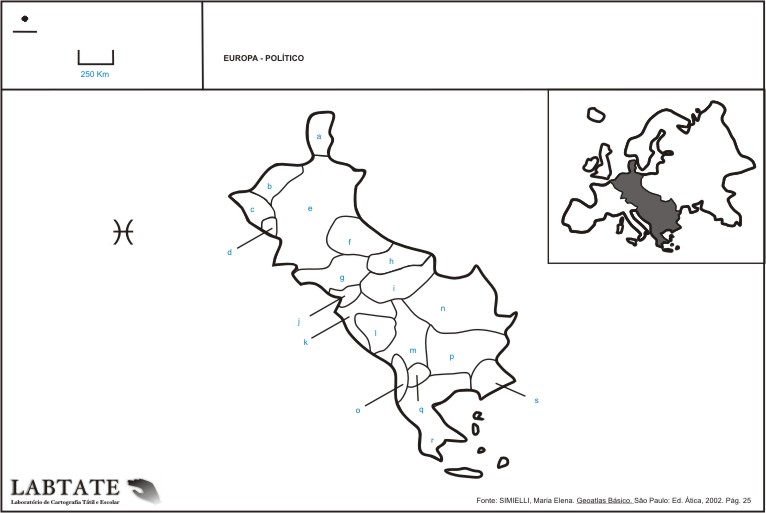 250 Km
EUROPA - POLÍTICO
a
b
c
d
e
f
g
h
i
j
k
l
m
n
o
p
q
r
s
LABTATE
Laboratório de Cartografia Tátil e Escolar
Fonte: SIMIELLI, Maria Elena. Geoatlas Básico. São Paulo: Ed. Ática, 2002. Pág. 25